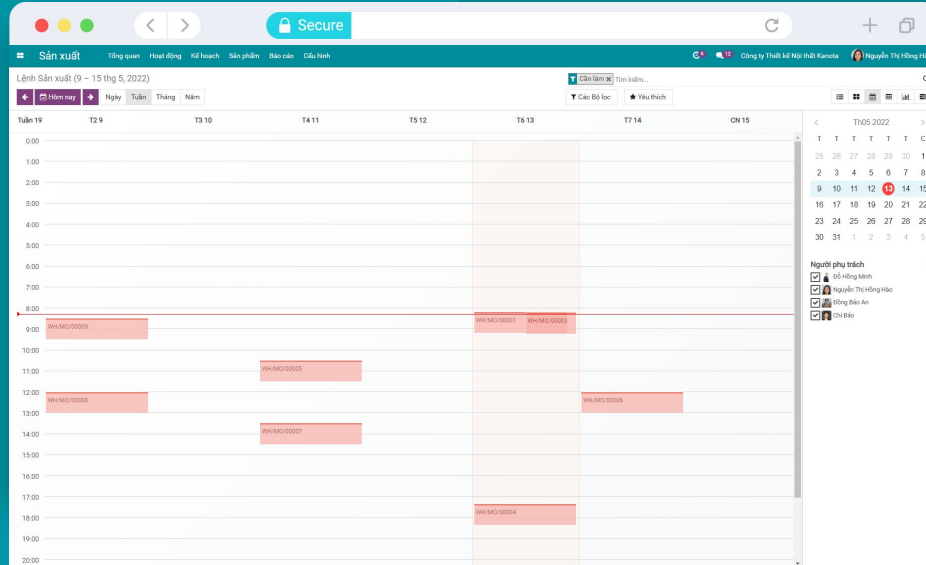 Secure
Sản xuất Tổng quan Hoạt động Kế hoạch Sản phẩm Báo cáo Cấu hình 12 Công ty Thiết kế Nội thất Kanota Nguyễn Thị Hồng Hà
Lệnh Sản xuất (9 – 15 thg 5, 2022) Cần làm Tìm kiếm...
Hôm nay Ngày Tuần Tháng Năm Các Bộ lọc Yêu thích
Tuần 19 T2 9 T3 10 T4 11 T5 12 T6 13 T7 14 CN 15
0:00
1:00
2:00
3:00
4:00
5:00
6:00
7:00
8:00
WH/MO/00001 WH/MO/00003
9:00 WH/MO/00009
10:00
11:00 WH/MO/00005
12:00
WH/MO/00008 WH/MO/00006
13:00
14:00 WH/MO/00007
15:00
16:00
17:00
WH/MO/00004
18:00
19:00
20:00
Th05 2022
T T T T T T C
25 26 27 28 29 30 1
2 3 4 5 6 7 8
9 10 11 12 13 14 15
16 17 18 19 20 21 22
23 24 25 26 27 28 29
30 31 1 2 3 4 5
Người phụ trách
Đỗ Hồng Minh
Nguyễn Thị Hồng Hào
Đồng Bảo An
Chi Bảo